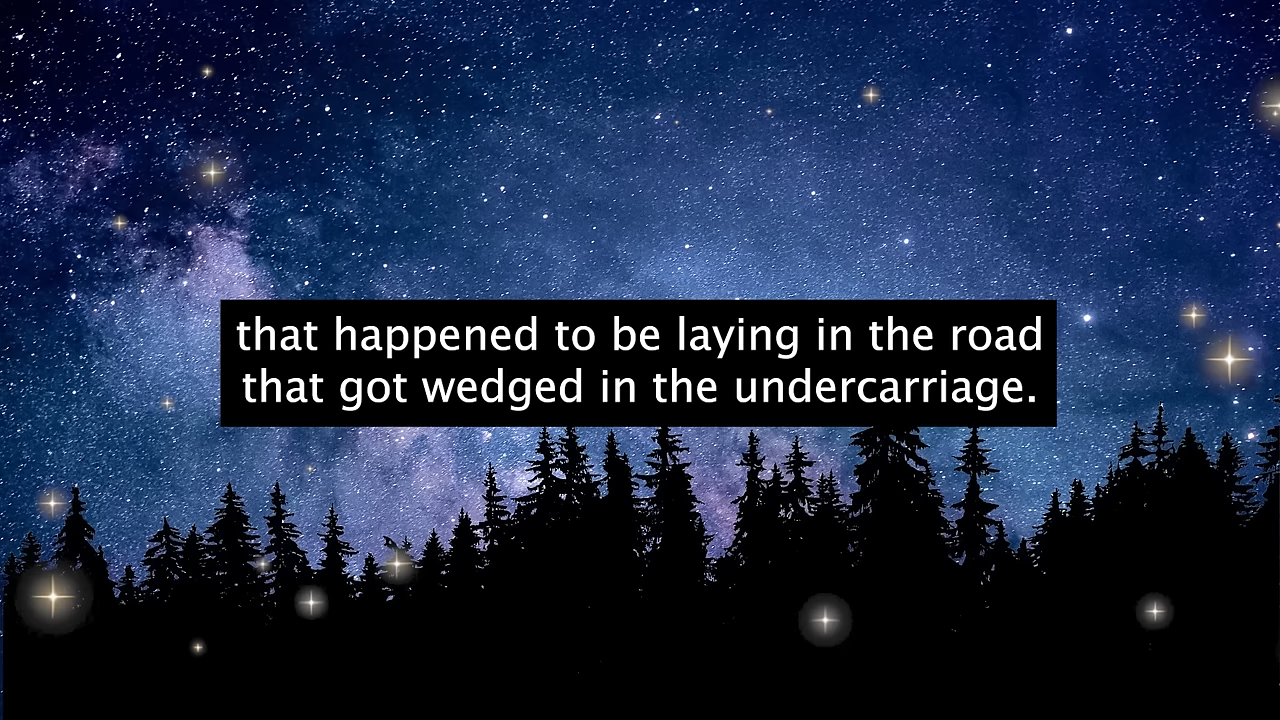 that happened to be laying in the road
that got wedged in the undercarriage.